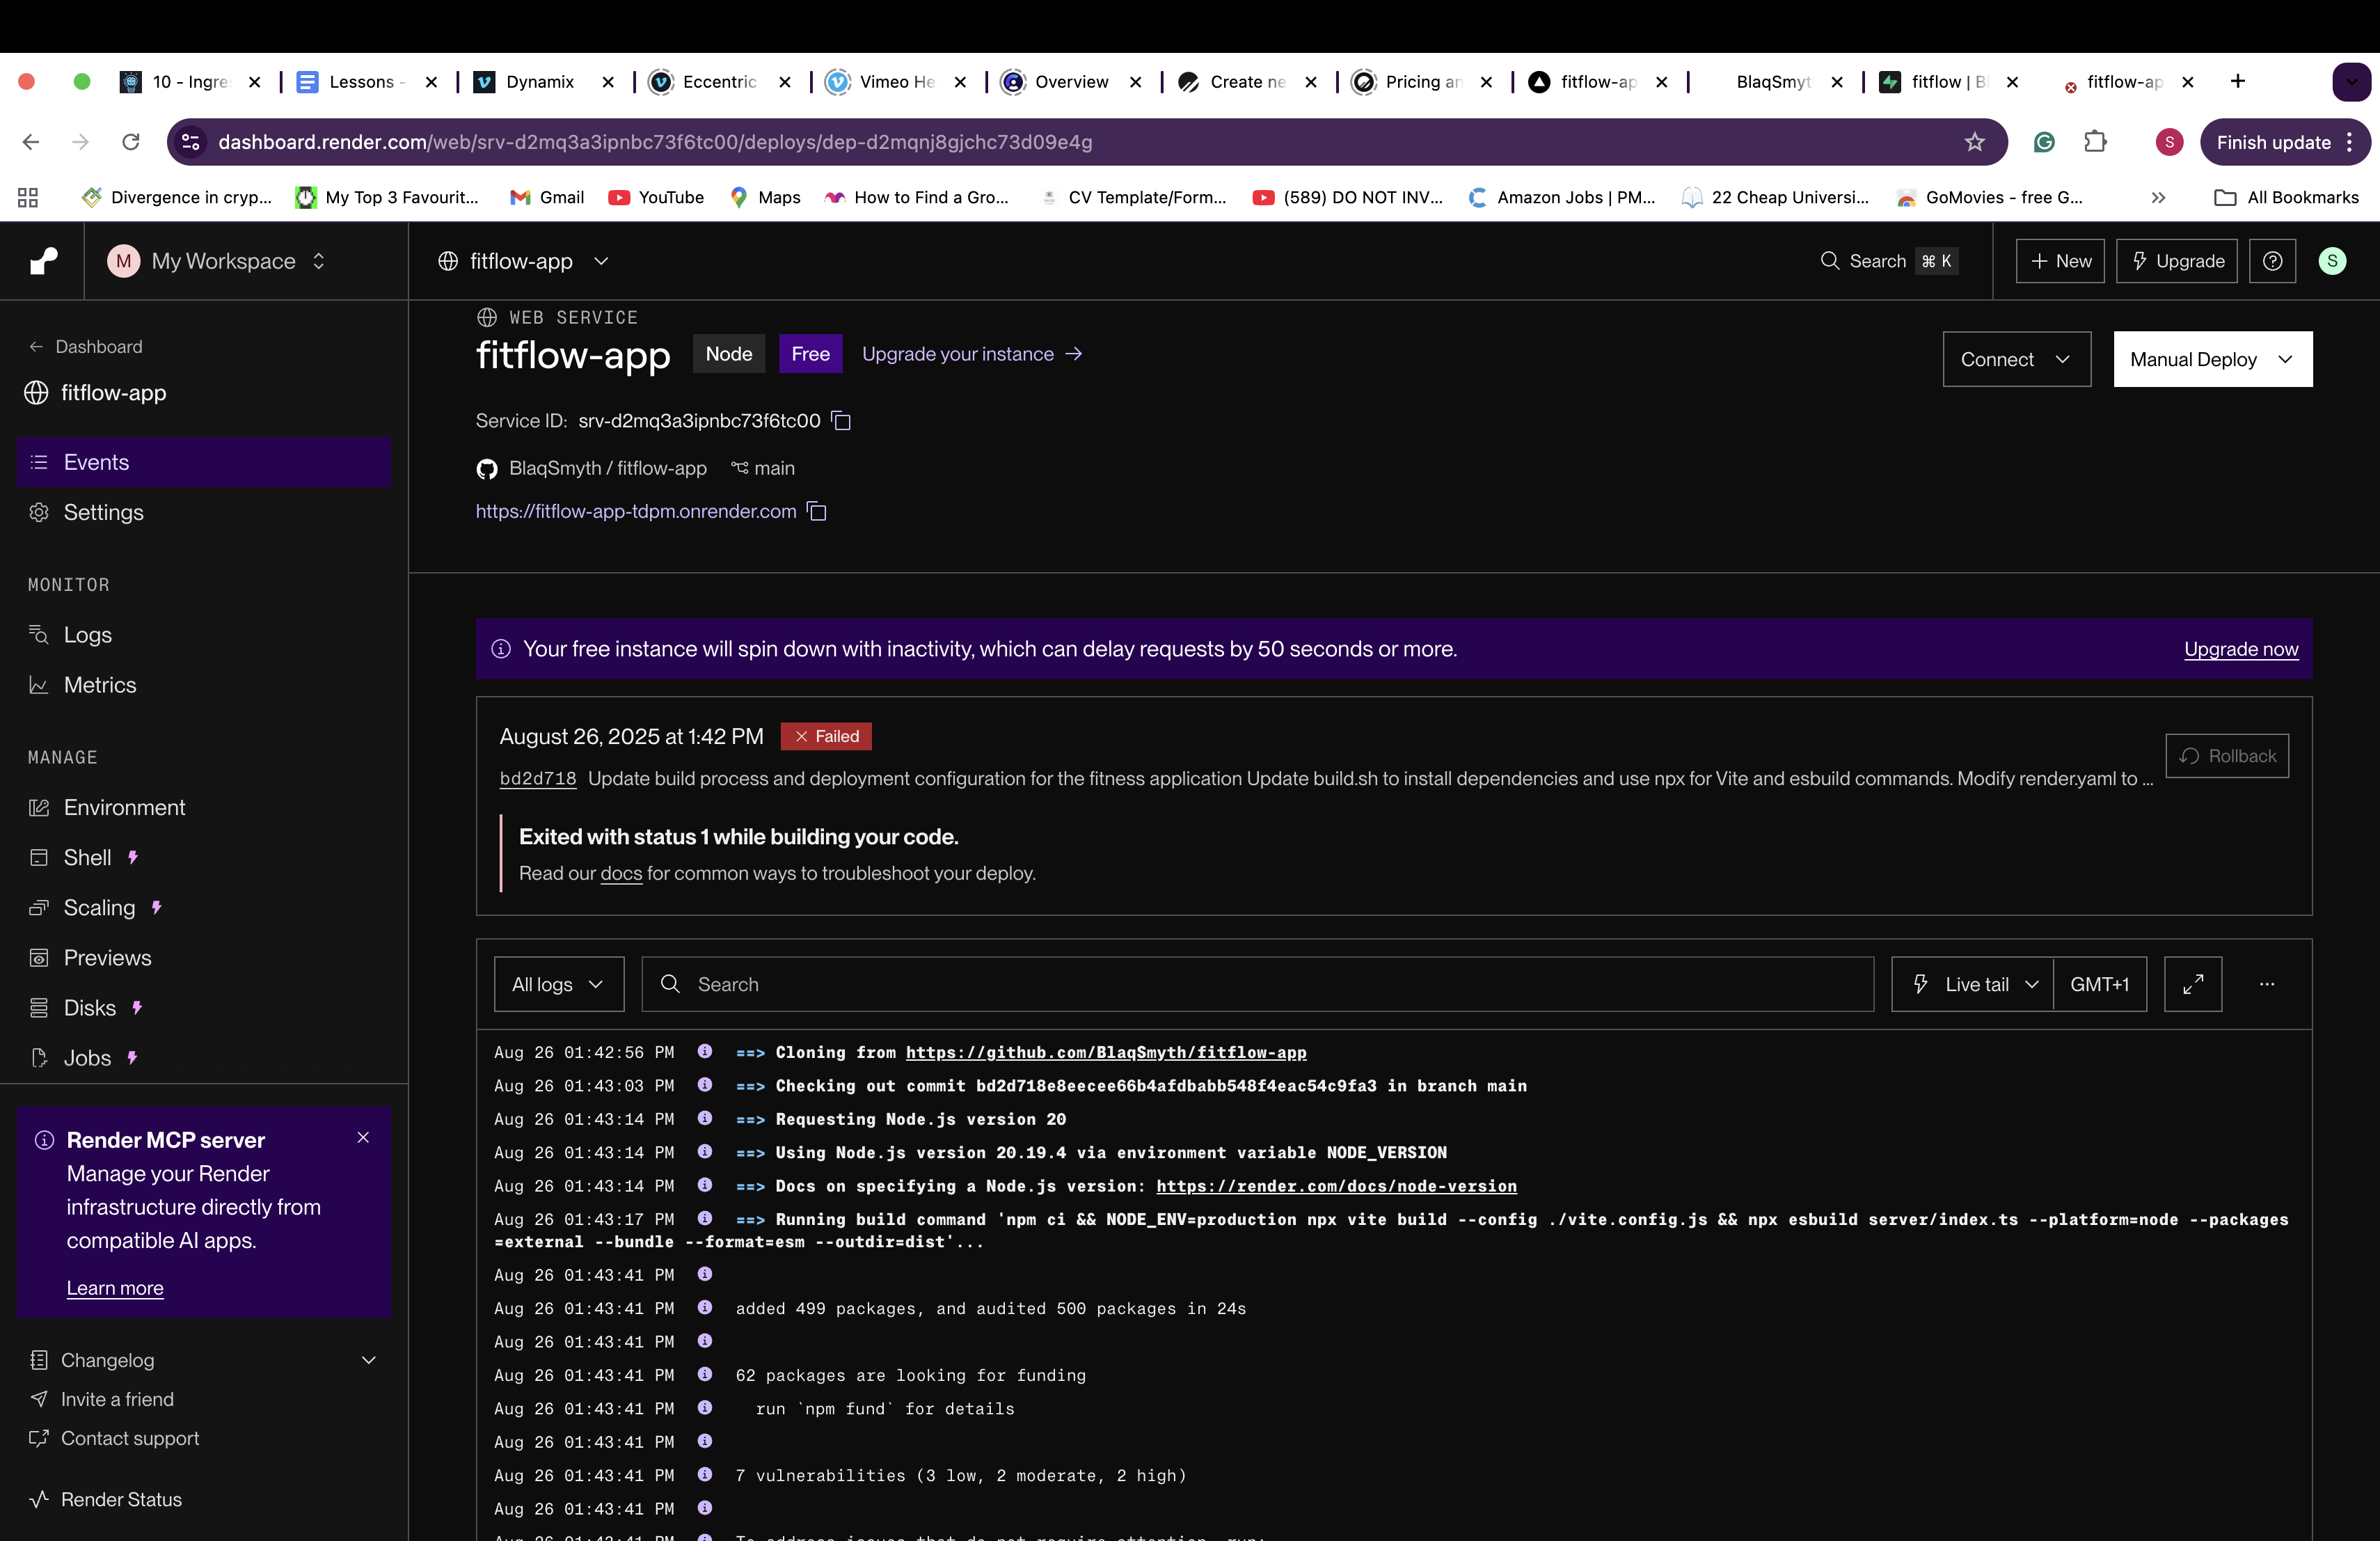 10 - Ingre
Lessons -
Dynamix
Eccentric
Vimeo He
Overview
Create ne
Pricing an
fitflow-ap
BlaqSmyt
fitflow | Bl
fitflow-ap
dashboard.render.com/web/srv-d2mq3a3ipnbc73f6tc00/deploys/dep-d2mqnj8gjchc73d09e4g
S
Finish update
Divergence in cryp...
My Top 3 Favourit...
Gmail
YouTube
Maps
How to Find a Gro...
CV Template/Form...
(589) DO NOT INV...
Amazon Jobs | PM...
22 Cheap Universi...
GoMovies - free G...
All Bookmarks
M
My Workspace
fitflow-app
Search
⌘ K
+ New
Upgrade
S
← Dashboard
fitflow-app
Events
Settings
MONITOR
Logs
Metrics
MANAGE
Environment
Shell
Scaling
Previews
Disks
Jobs
Render MCP server
Manage your Render
infrastructure directly from
compatible AI apps.
Learn more
Changelog
Invite a friend
Contact support
Render Status
WEB SERVICE
fitflow-app
Node
Free
Upgrade your instance →
Connect
Manual Deploy
Service ID: srv-d2mq3a3ipnbc73f6tc00
BlaqSmyth / fitflow-app
main
https://fitflow-app-tdpm.onrender.com
Your free instance will spin down with inactivity, which can delay requests by 50 seconds or more.
Upgrade now
August 26, 2025 at 1:42 PM
Failed
bd2d718 Update build process and deployment configuration for the fitness application Update build.sh to install dependencies and use npx for Vite and esbuild commands. Modify render.yaml to ...
Rollback
Exited with status 1 while building your code.
Read our docs for common ways to troubleshoot your deploy.
All logs
Search
Live tail
GMT+1
Aug 26 01:42:56 PM ==> Cloning from https://github.com/BlaqSmyth/fitflow-app
Aug 26 01:43:03 PM ==> Checking out commit bd2d718e8eecee66b4afdbabb548f4eac54c9fa3 in branch main
Aug 26 01:43:14 PM ==> Requesting Node.js version 20
Aug 26 01:43:14 PM ==> Using Node.js version 20.19.4 via environment variable NODE_VERSION
Aug 26 01:43:14 PM ==> Docs on specifying a Node.js version: https://render.com/docs/node-version
Aug 26 01:43:17 PM ==> Running build command 'npm ci && NODE_ENV=production npx vite build --config ./vite.config.js && npx esbuild server/index.ts --platform=node --packages
=external --bundle --format=esm --outdir=dist'...
Aug 26 01:43:41 PM
Aug 26 01:43:41 PM added 499 packages, and audited 500 packages in 24s
Aug 26 01:43:41 PM
Aug 26 01:43:41 PM 62 packages are looking for funding
Aug 26 01:43:41 PM run `npm fund` for details
Aug 26 01:43:41 PM
Aug 26 01:43:41 PM 7 vulnerabilities (3 low, 2 moderate, 2 high)
Aug 26 01:43:41 PM
Aug 26 01:43:41 PM To address issues that do not require attention, run: